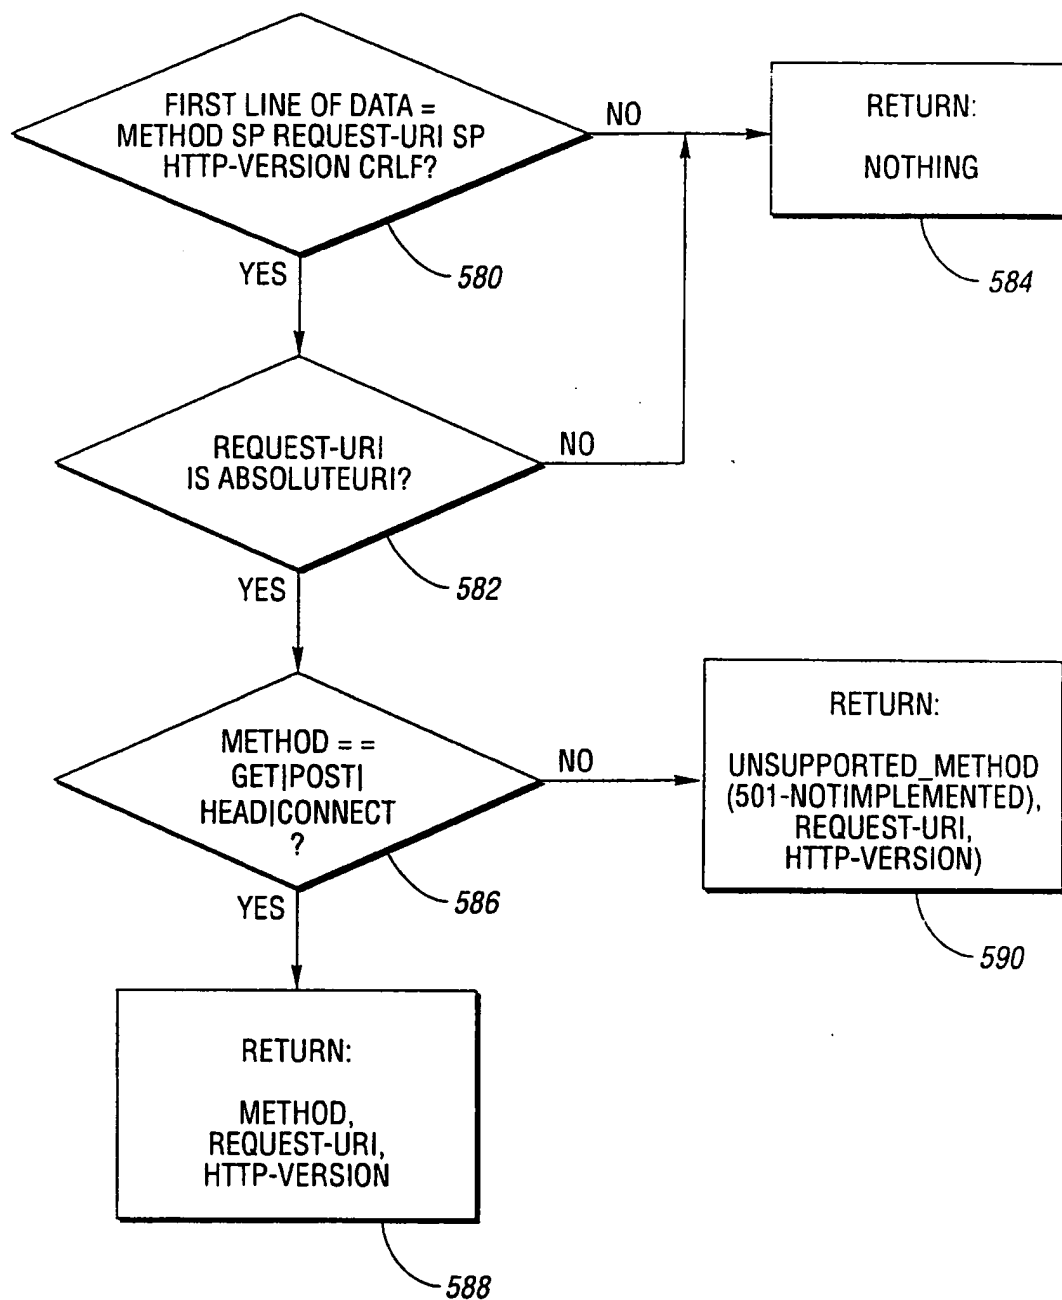 FIRST LINE OF DATA =
METHOD SP REQUEST-URI SP
HTTP-VERSION CRLF?
NO
RETURN:
NOTHING
YES
580
584
REQUEST-URI
IS ABSOLUTEURI?
NO
YES
582
METHOD = =
GET|POST|
HEAD|CONNECT
?
NO
RETURN:
UNSUPPORTED_METHOD
(501-NOTIMPLEMENTED),
REQUEST-URI,
HTTP-VERSION)
YES
586
590
RETURN:
METHOD,
REQUEST-URI,
HTTP-VERSION
588